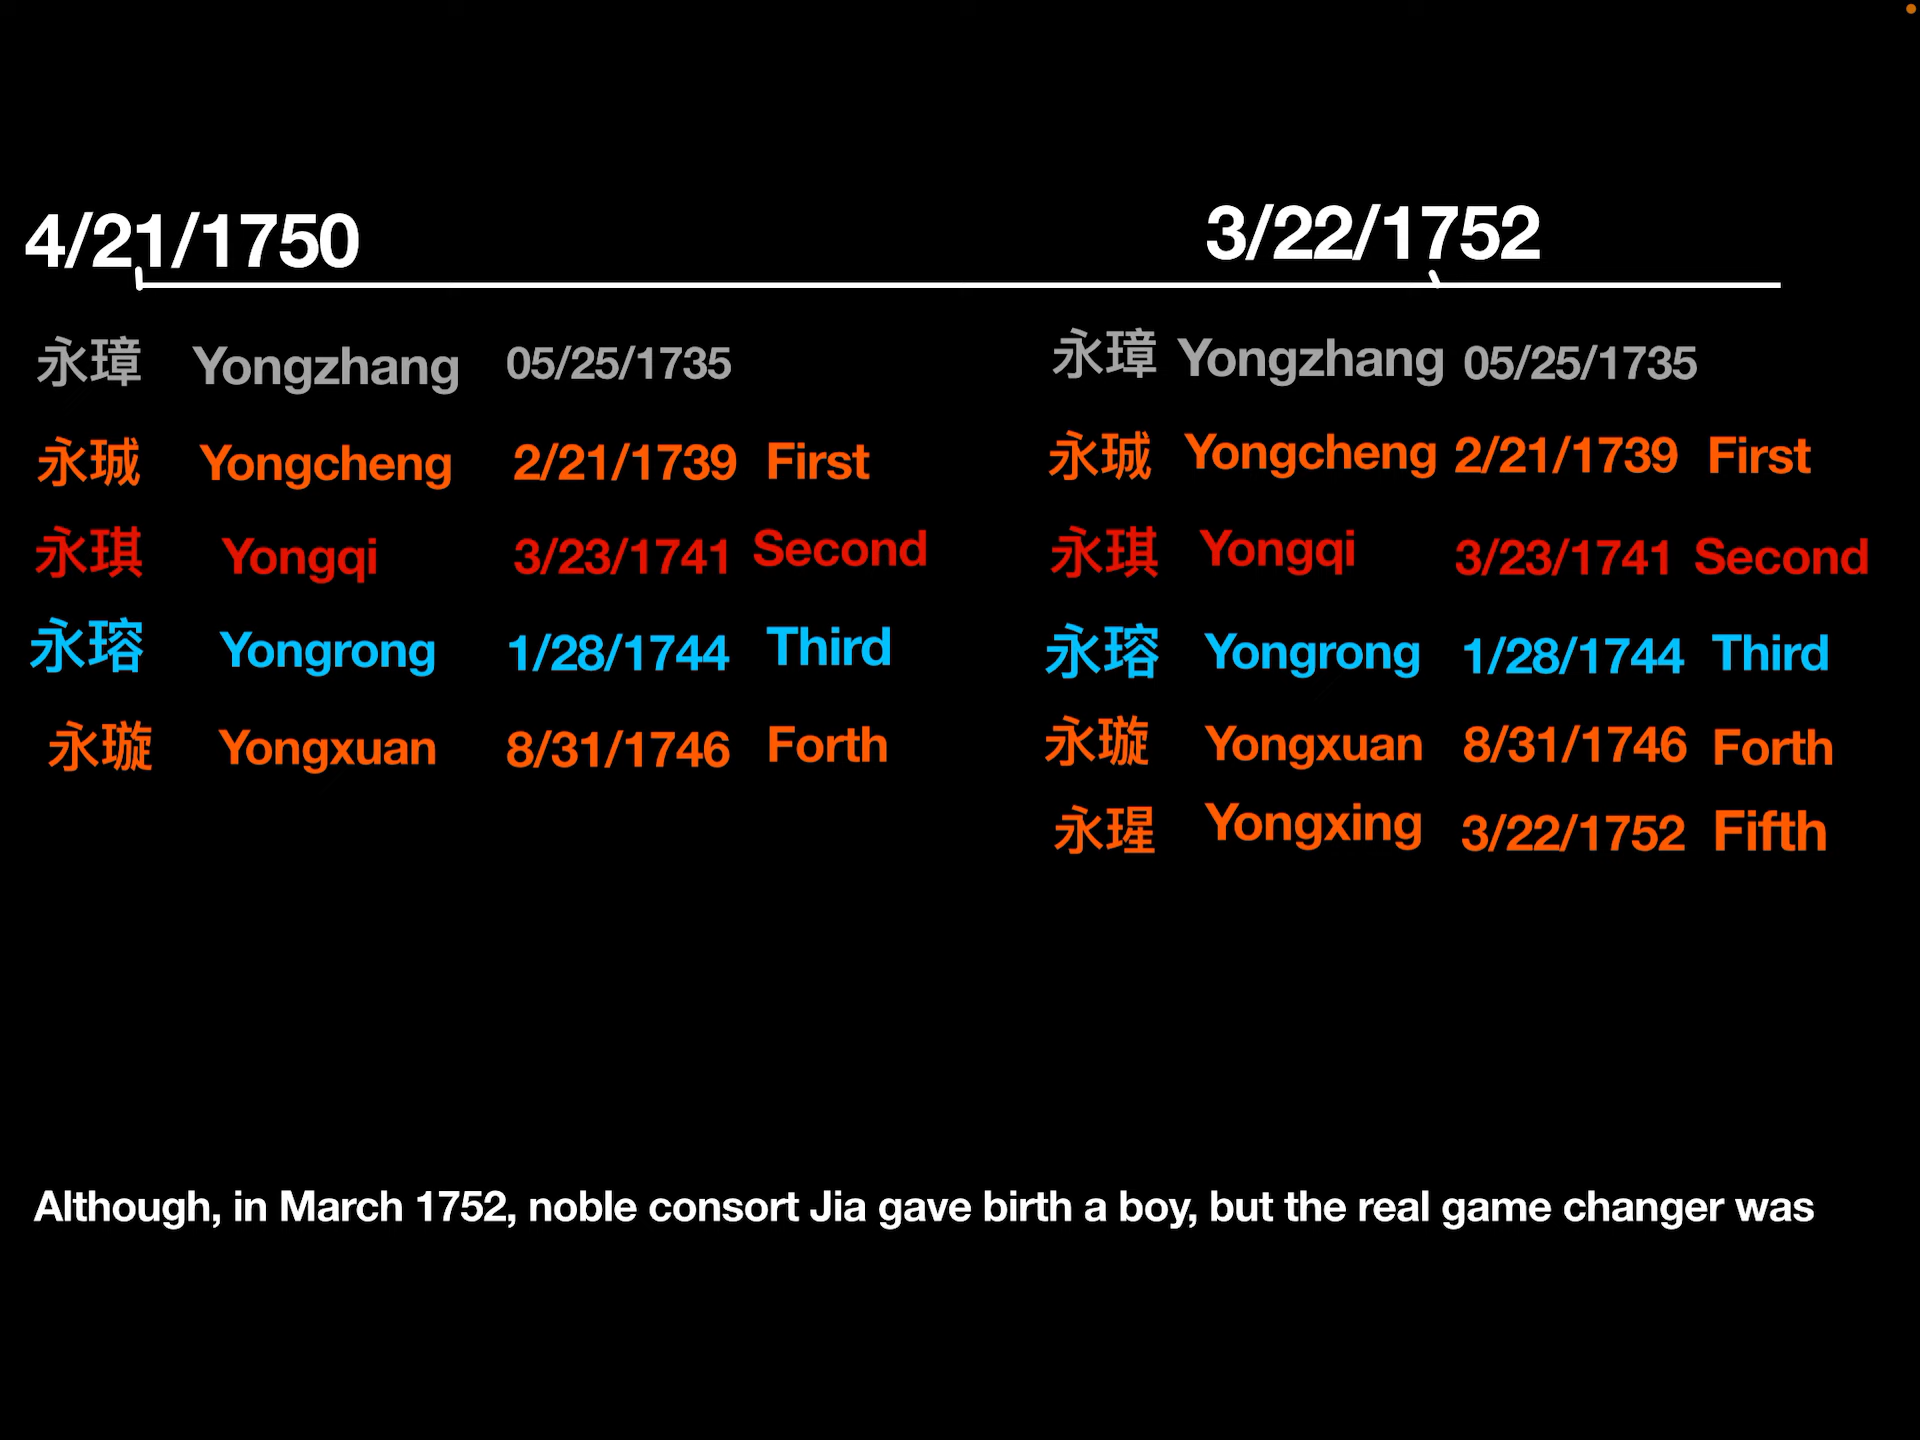 4/21/1750 3/22/1752
永璋 Yongzhang 05/25/1735 永璋 Yongzhang 05/25/1735
永珹 Yongcheng 2/21/1739 First 永珹 Yongcheng 2/21/1739 First
永琪 Yongqi 3/23/1741 Second 永琪 Yongqi 3/23/1741 Second
永瑢 Yongrong 1/28/1744 Third 永瑢 Yongrong 1/28/1744 Third
永璇 Yongxuan 8/31/1746 Forth 永璇 Yongxuan 8/31/1746 Forth
永瑆 Yongxing 3/22/1752 Fifth
Although, in March 1752, noble consort Jia gave birth a boy, but the real game changer was